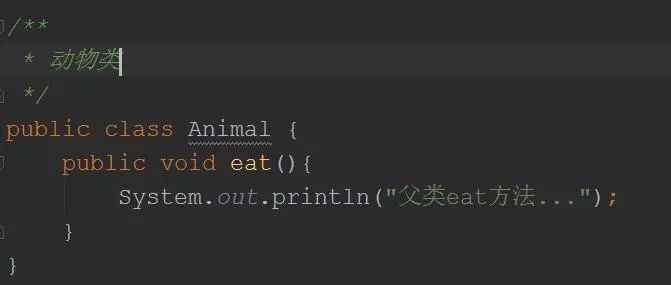 /**
* 动物类
*/
public class Animal {
public void eat(){
System.out.println("父类eat方法...");
}
}